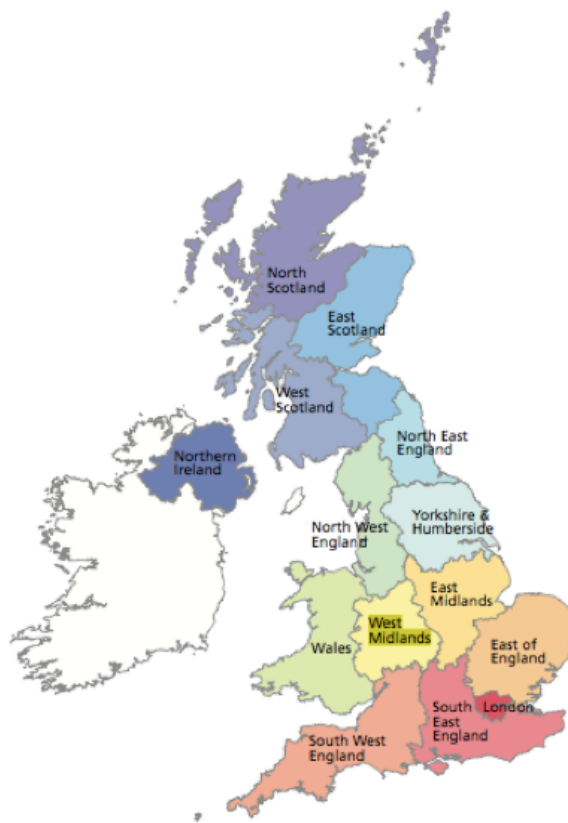 North
Scotland
East
Scotland
West
Scotland
North East
England
Northern
Ireland
Yorkshire &
Humberside
North West
England
East
Midlands
West
Midlands
Wales
East of
England
South
East
England
London
South West
England